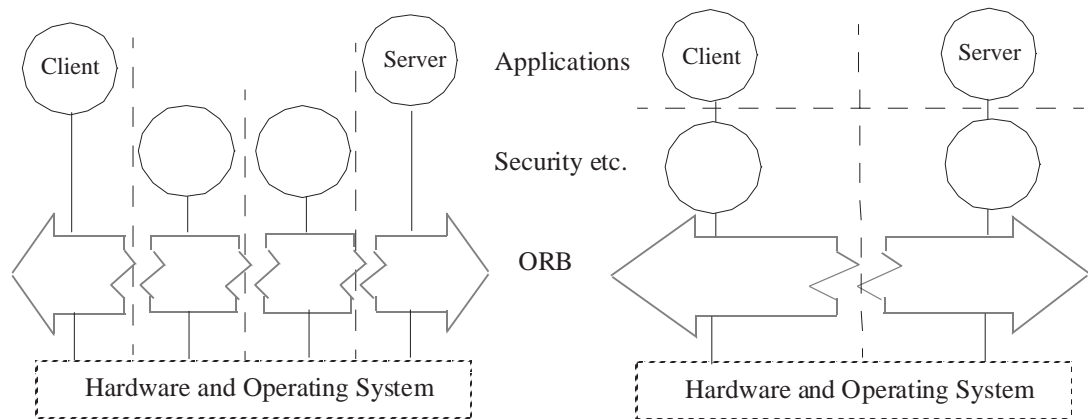 Client
Server
Applications
Client
Server
Security etc.
ORB
Hardware and Operating System
Hardware and Operating System